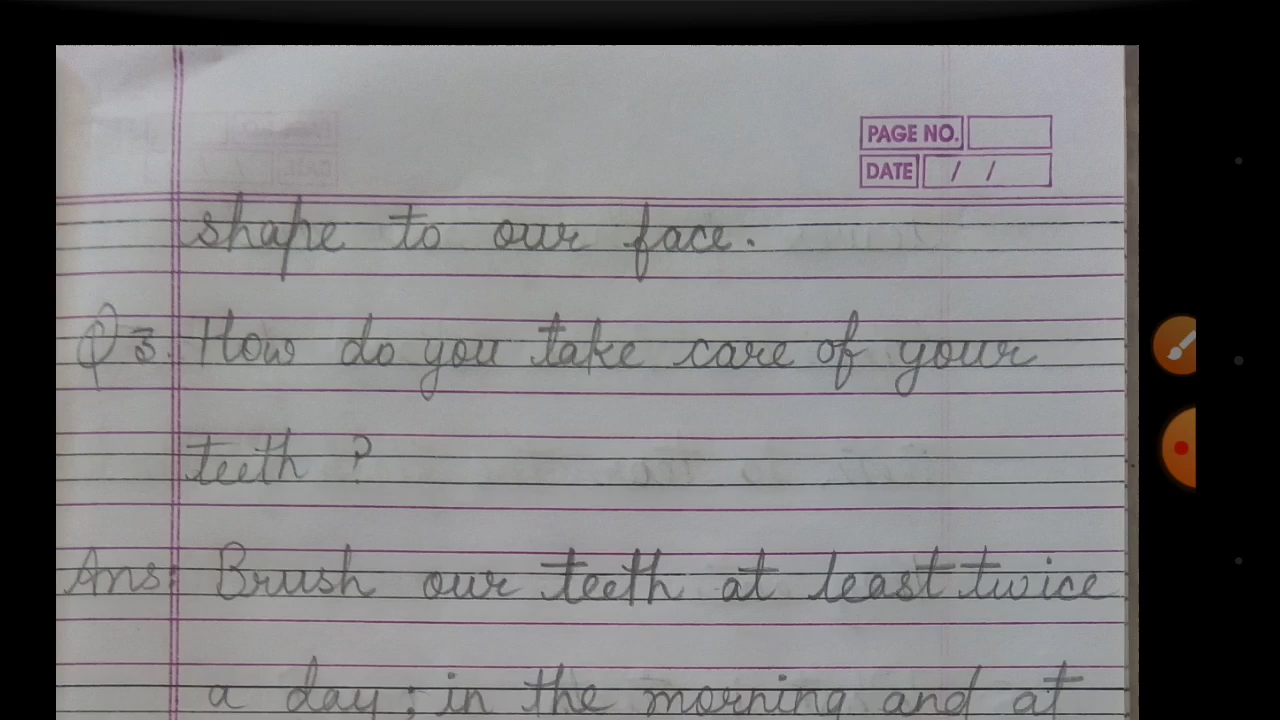 PAGE NO.
DATE / /
shape to our face.
Q 3. How do you take care of your
teeth ?
Ans: Brush our teeth at least twice
a day; in the morning and at